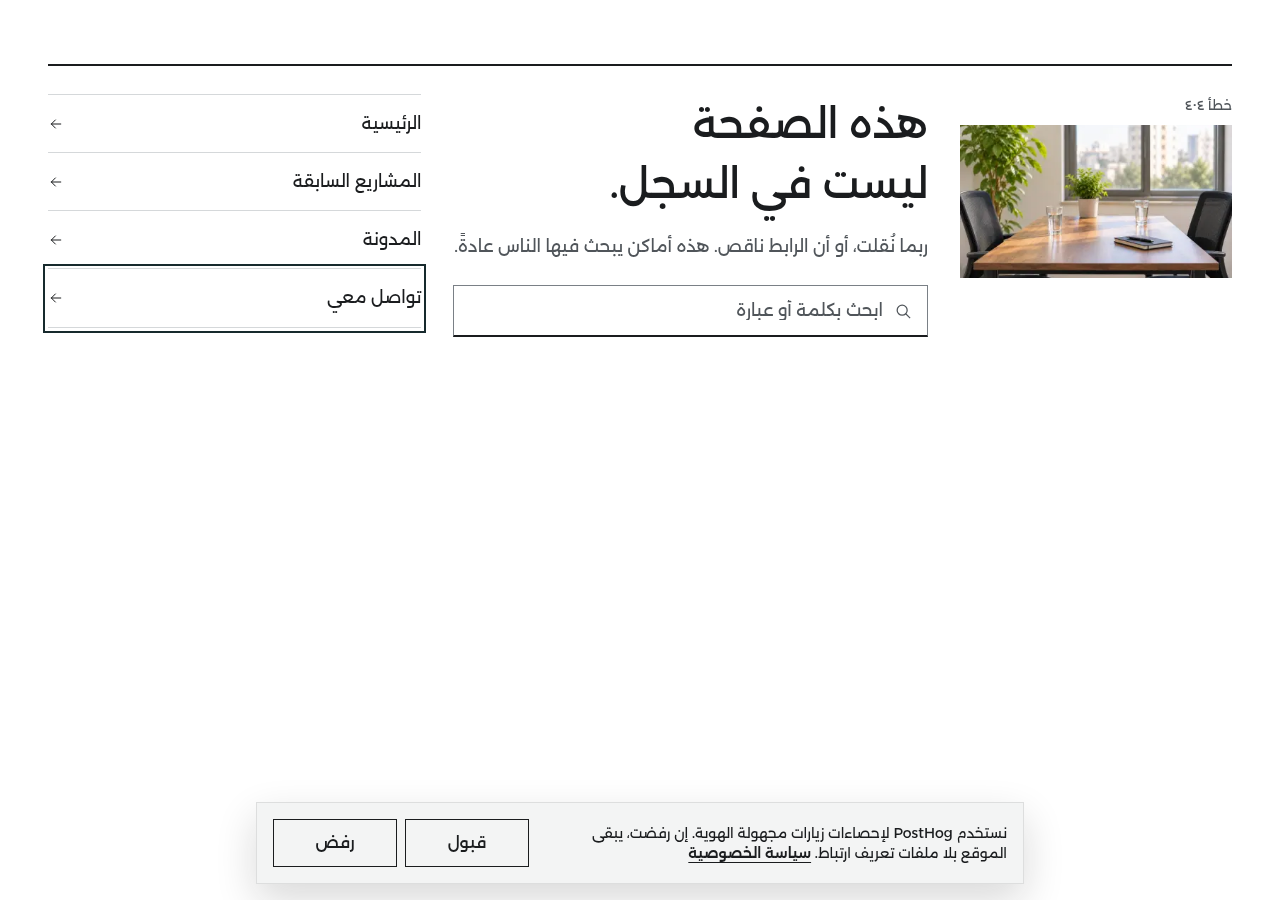 خطأ ٤٠٤
هذه الصفحة
ليست في السجل.
ربما نُقلت، أو أن الرابط ناقص. هذه أماكن يبحث فيها الناس عادةً.
ابحث بكلمة أو عبارة
الرئيسية
المشاريع السابقة
المدونة
تواصل معي
نستخدم PostHog لإحصاءات زيارات مجهولة الهوية. إن رفضت، يبقى
الموقع بلا ملفات تعريف ارتباط. سياسة الخصوصية
قبول
رفض